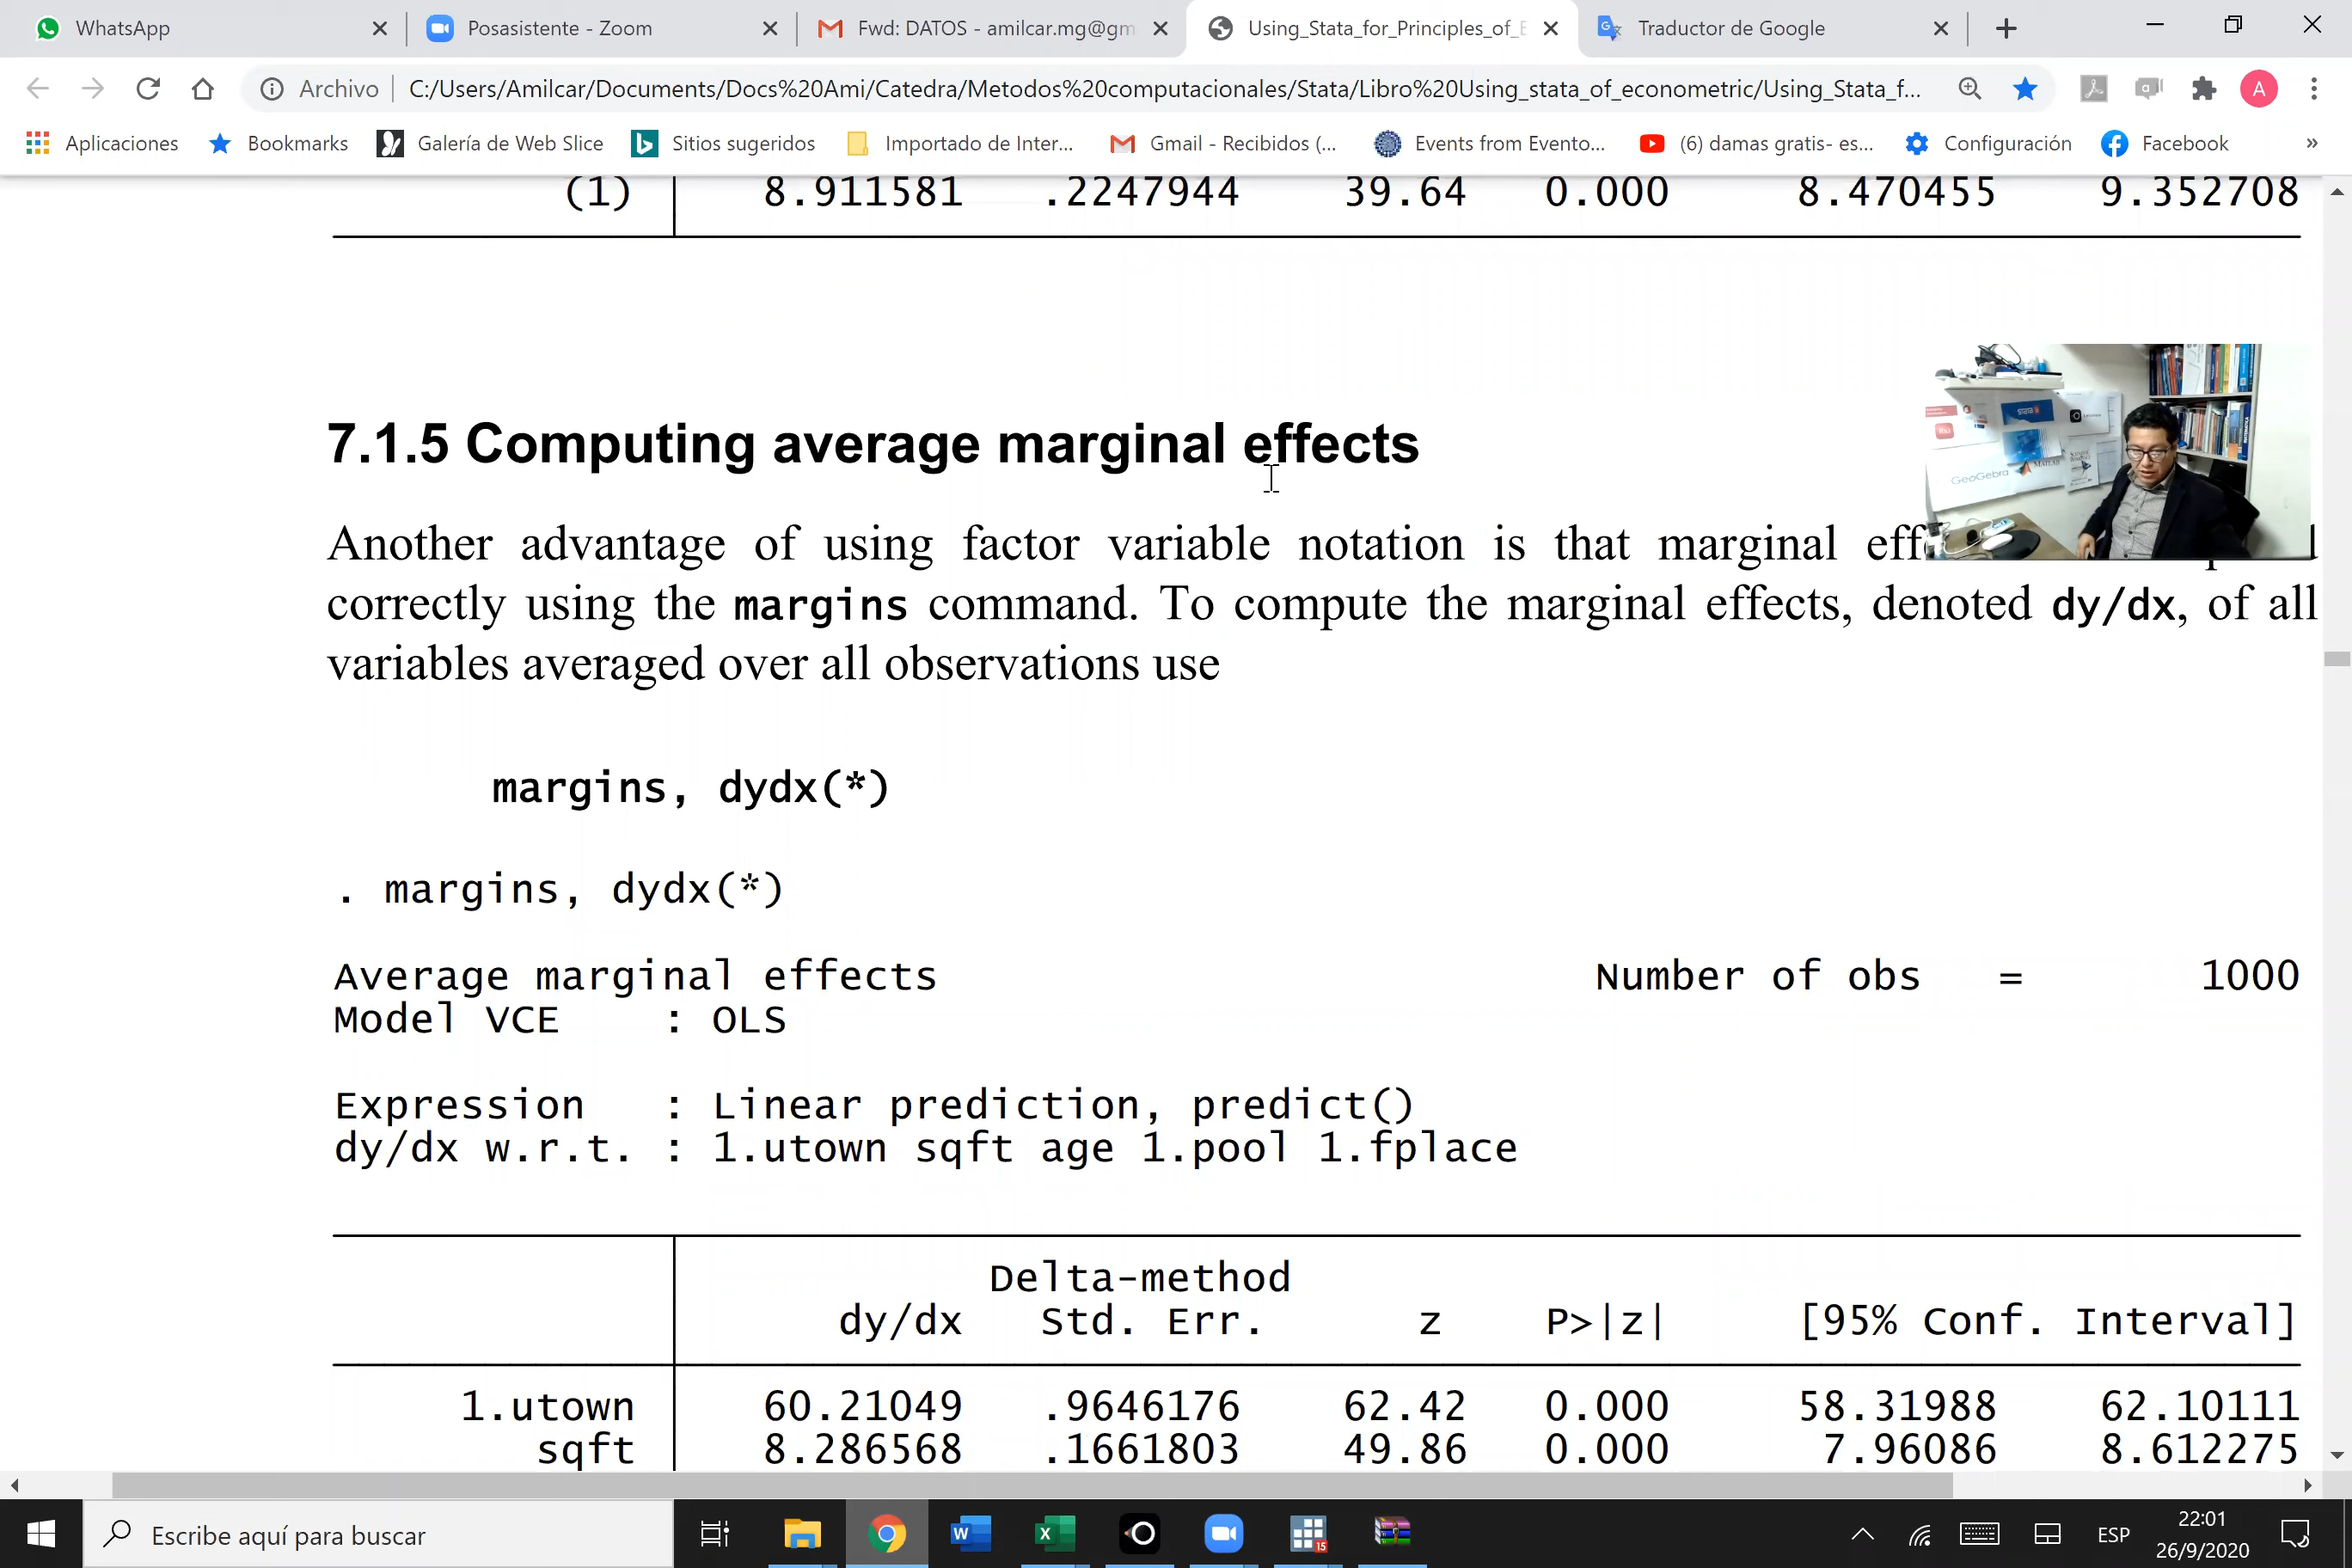 WhatsApp
Posasistente - Zoom
Fwd: DATOS - amilcar.mg@gm
Using_Stata_for_Principles_of_E
Traductor de Google
Archivo
C:/Users/Amilcar/Documents/Docs%20Ami/Catedra/Metodos%20computacionales/Stata/Libro%20Using_stata_of_econometric/Using_Stata_f...
A
Aplicaciones
Bookmarks
Galería de Web Slice
Sitios sugeridos
Importado de Inter...
Gmail - Recibidos (...
Events from Evento...
(6) damas gratis- es...
Configuración
Facebook
»
(1) 8.911581 .2247944 39.64 0.000 8.470455 9.352708
7.1.5 Computing average marginal effects
GeoGebra
MATLAB
stata
Another advantage of using factor variable notation is that marginal
correctly using the margins command. To compute the marginal effects, denoted dy/dx, of all
variables averaged over all observations use
margins, dydx(*)
. margins, dydx(*)
Average marginal effects Number of obs = 1000
Model VCE : OLS
Expression : Linear prediction, predict()
dy/dx w.r.t. : 1.utown sqft age 1.pool 1.fplace
Delta-method
dy/dx Std. Err. z P>|z| [95% Conf. Interval]
1.utown 60.21049 .9646176 62.42 0.000 58.31988 62.10111
sqft 8.286568 .1661803 49.86 0.000 7.96086 8.612275
Escribe aquí para buscar
15
ESP
22:01
26/9/2020